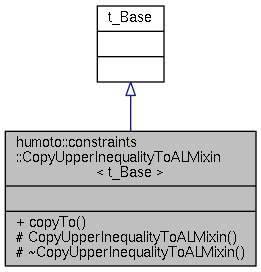 t_Base
humoto::constraints
::CopyUpperInequalityToALMixin
< t_Base >
+ copyTo()
# CopyUpperInequalityToALMixin()
# ~CopyUpperInequalityToALMixin()